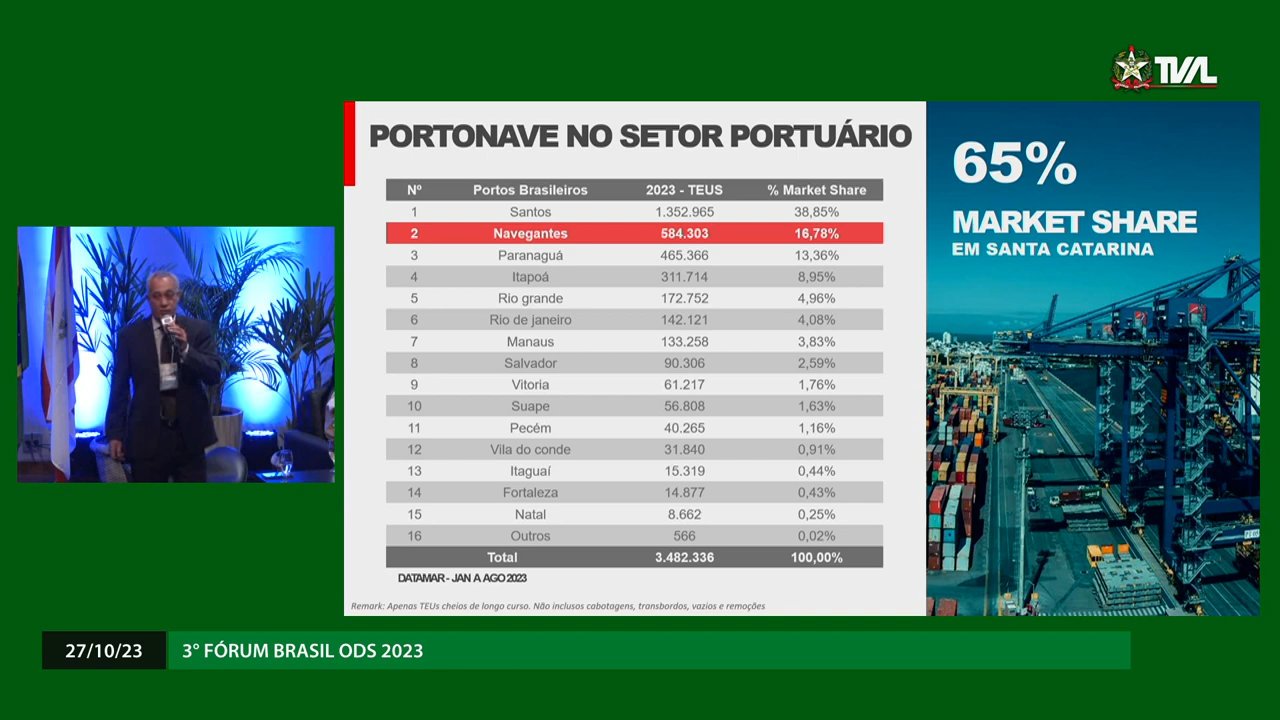 TVAL
PORTONAVE NO SETOR PORTUÁRIO
Nº Portos Brasileiros 2023 - TEUS % Market Share
1 Santos 1.352.965 38,85%
2 Navegantes 584.303 16,78%
3 Paranaguá 465.366 13,36%
4 Itapoá 311.714 8,95%
5 Rio grande 172.752 4,96%
6 Rio de janeiro 142.121 4,08%
7 Manaus 133.258 3,83%
8 Salvador 90.306 2,59%
9 Vitoria 61.217 1,76%
10 Suape 56.808 1,63%
11 Pecém 40.265 1,16%
12 Vila do conde 31.840 0,91%
13 Itaguaí 15.319 0,44%
14 Fortaleza 14.877 0,43%
15 Natal 8.662 0,25%
16 Outros 566 0,02%
Total 3.482.336 100,00%
DATAMAR - JAN A AGO 2023
Remark: Apenas TEUs cheios de longo curso. Não inclusos cabotagens, transbordos, vazios e remoções
65%
MARKET SHARE
EM SANTA CATARINA
27/10/23 3° FÓRUM BRASIL ODS 2023